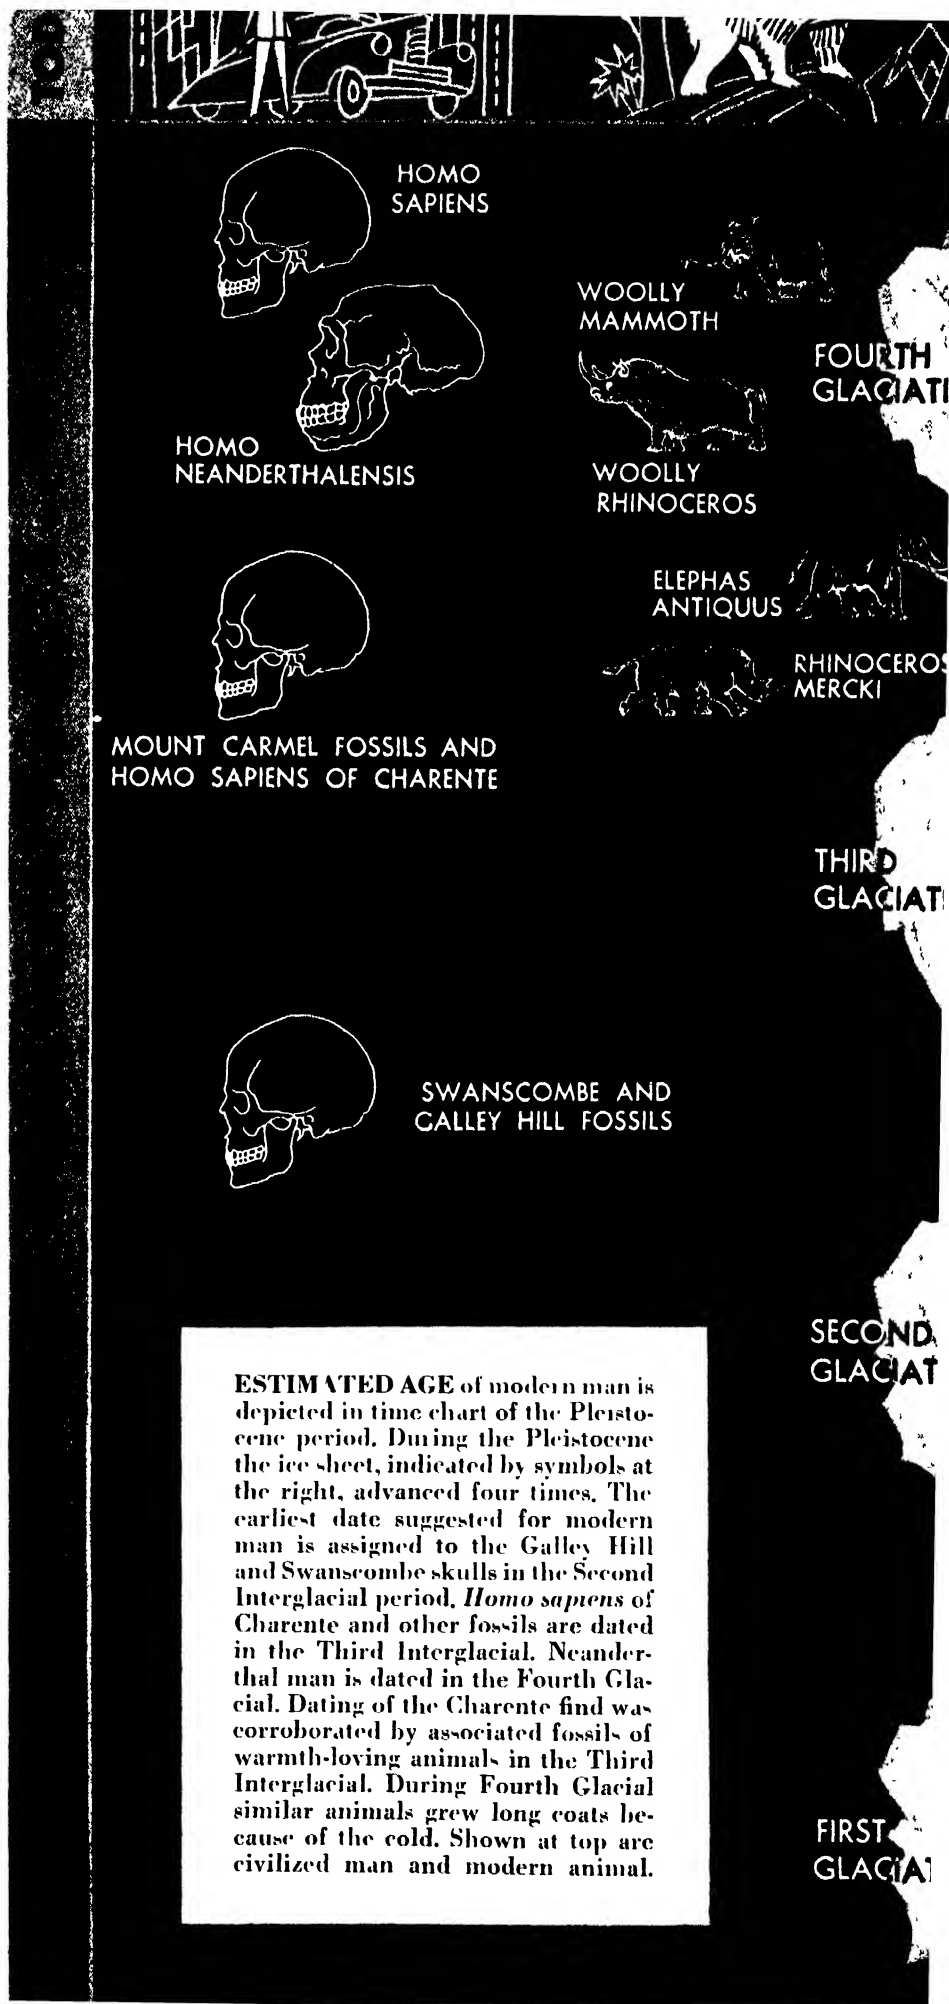 HOMO
SAPIENS
WOOLLY
MAMMOTH
FOURTH
GLACIATI
HOMO
NEANDERTHALENSIS
WOOLLY
RHINOCEROS
ELEPHAS
ANTIQUUS
RHINOCEROS
MERCKI
MOUNT CARMEL FOSSILS AND
HOMO SAPIENS OF CHARENTE
THIRD
GLACIATI
SWANSCOMBE AND
GALLEY HILL FOSSILS
SECOND
GLACIAT
ESTIMATED AGE of modern man is
depicted in time chart of the Pleisto-
cene period. During the Pleistocene
the ice sheet, indicated by symbols at
the right, advanced four times. The
earliest date suggested for modern
man is assigned to the Galley Hill
and Swanscombe skulls in the Second
Interglacial period. Homo sapiens of
Charente and other fossils are dated
in the Third Interglacial. Neander-
thal man is dated in the Fourth Gla-
cial. Dating of the Charente find was
corroborated by associated fossils of
warmth-loving animals in the Third
Interglacial. During Fourth Glacial
similar animals grew long coats be-
cause of the cold. Shown at top are
civilized man and modern animal.
FIRST
GLACIAT